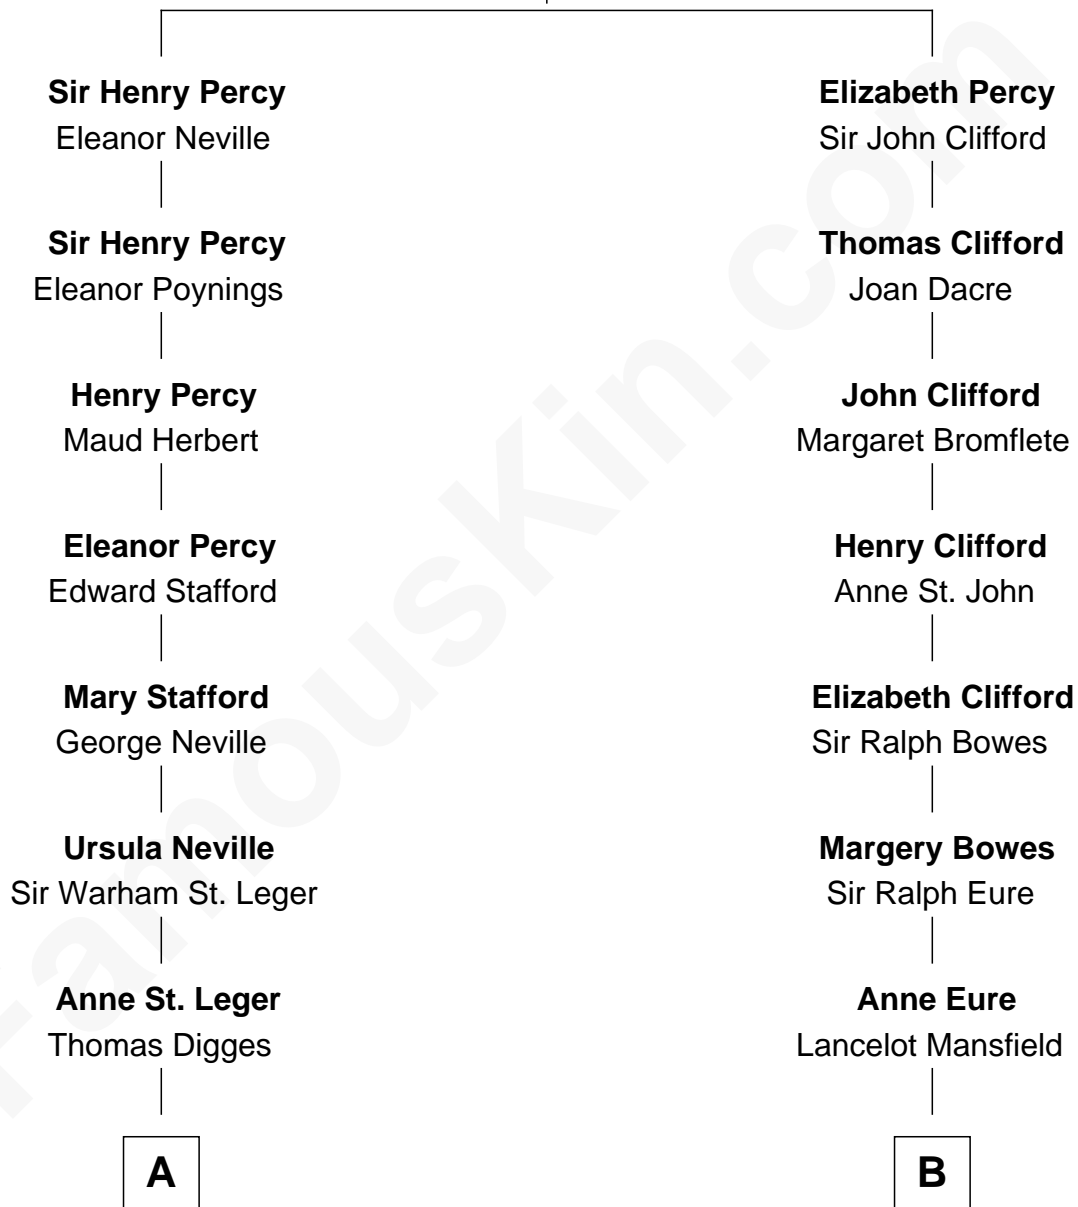 Sir Henry Percy
Eleanor Neville
Sir Henry Percy
Eleanor Poynings
Henry Percy
Maud Herbert
Eleanor Percy
Edward Stafford
Mary Stafford
George Neville
Ursula Neville
Sir Warham St. Leger
Anne St. Leger
Thomas Digges
A
Elizabeth Percy
Sir John Clifford
Thomas Clifford
Joan Dacre
John Clifford
Margaret Bromflete
Henry Clifford
Anne St. John
Elizabeth Clifford
Sir Ralph Bowes
Margery Bowes
Sir Ralph Eure
Anne Eure
Lancelot Mansfield
B
FamousKin.com